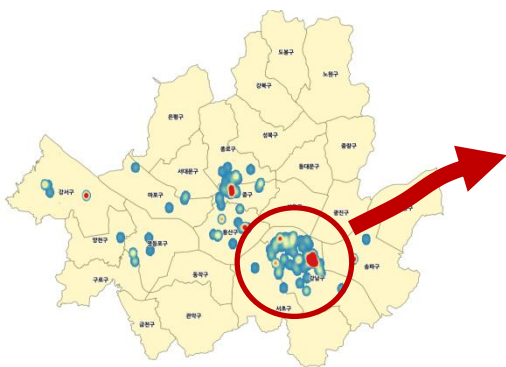 도봉구
노원구
강북구
은평구
성북구
중랑구
종로구
동대문구
서대문구
강서구
마포구
중구
광진구
용산구
양천구
영등포구
송파구
강남구
구로구
동작구
서초구
관악구
금천구